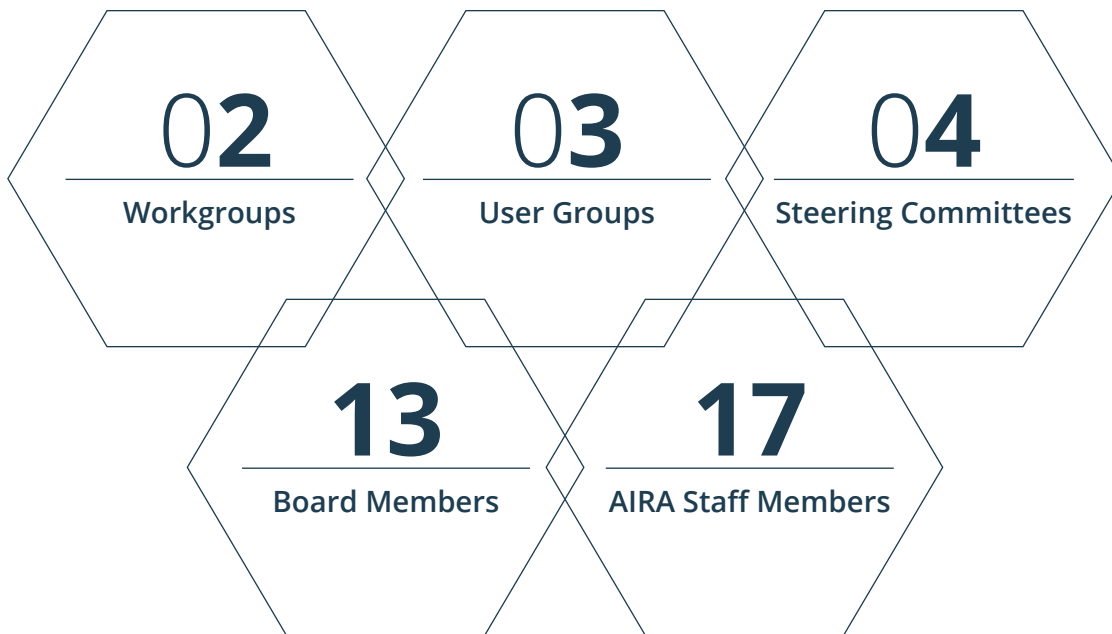 02
Workgroups
03
User Groups
04
Steering Committees
13
Board Members
17
AIRA Staff Members